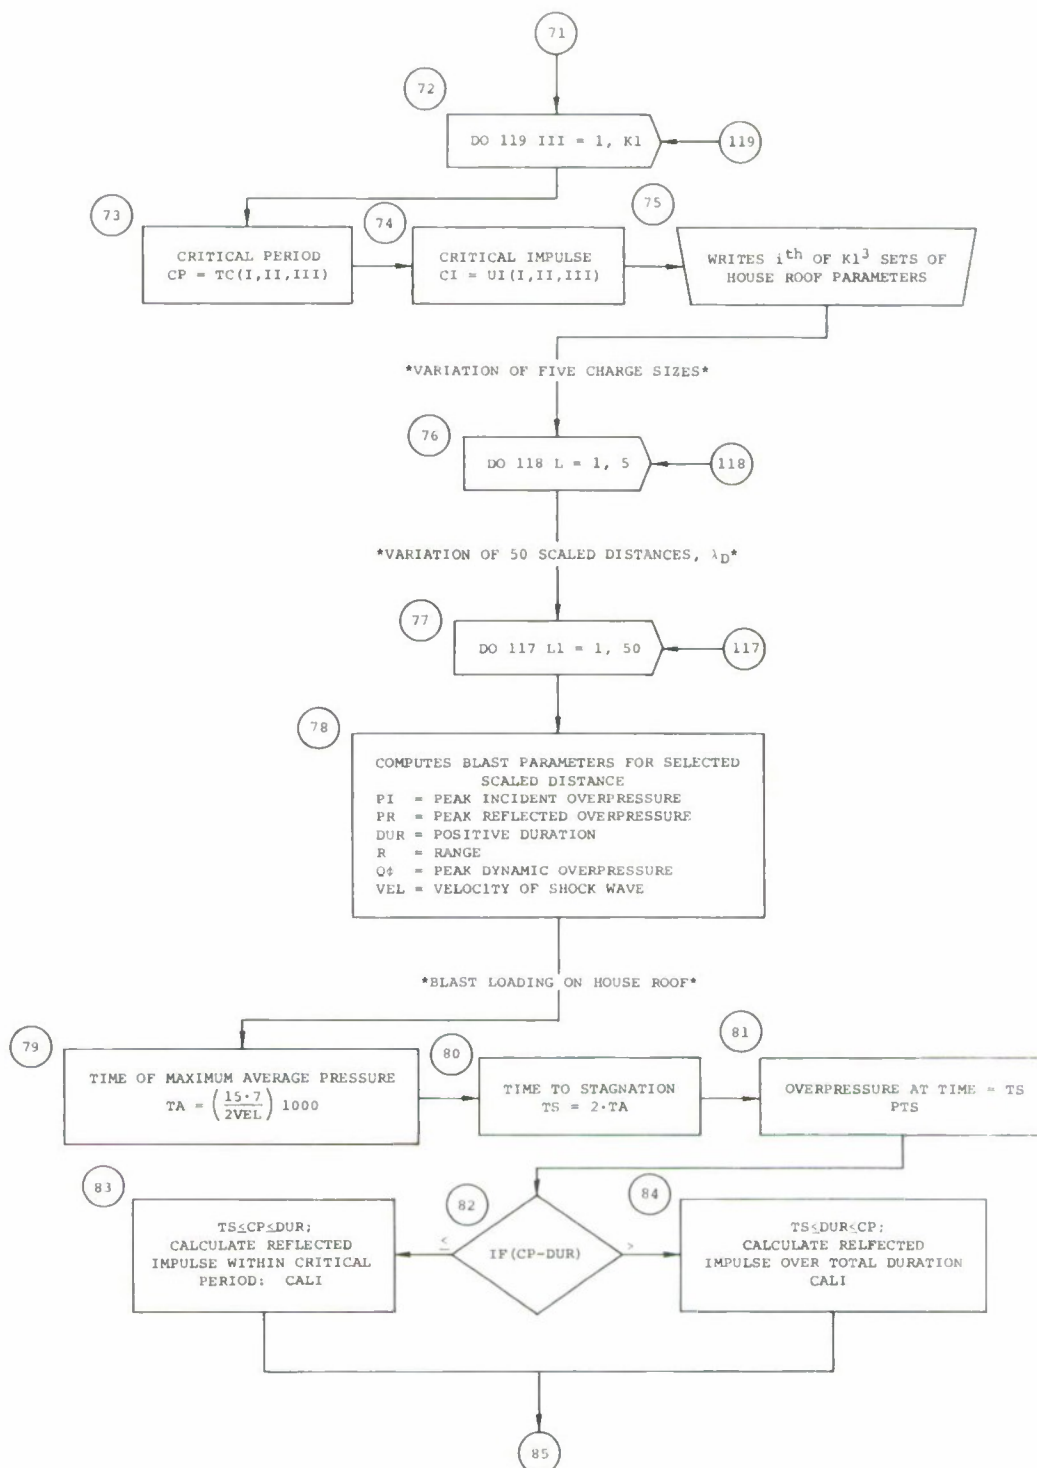 71
72
DO 119 III = 1, K1
119
73
CRITICAL PERIOD
CP = TC(I,II,III)
74
CRITICAL IMPULSE
CI = UI(I,II,III)
75
WRITES i^th OF K1^3 SETS OF
HOUSE ROOF PARAMETERS
*VARIATION OF FIVE CHARGE SIZES*
76
DO 118 L = 1, 5
118
*VARIATION OF 50 SCALED DISTANCES, λ_D*
77
DO 117 L1 = 1, 50
117
78
COMPUTES BLAST PARAMETERS FOR SELECTED
SCALED DISTANCE
PI = PEAK INCIDENT OVERPRESSURE
PR = PEAK REFLECTED OVERPRESSURE
DUR = POSITIVE DURATION
R = RANGE
Qϕ = PEAK DYNAMIC OVERPRESSURE
VEL = VELOCITY OF SHOCK WAVE
*BLAST LOADING ON HOUSE ROOF*
79
TIME OF MAXIMUM AVERAGE PRESSURE
TA = (15·7/2VEL) 1000
80
TIME TO STAGNATION
TS = 2·TA
81
OVERPRESSURE AT TIME = TS
PTS
83
TS≤CP≤DUR;
CALCULATE REFLECTED
IMPULSE WITHIN CRITICAL
PERIOD: CALI
82
≤
IF(CP-DUR)
>
84
TS≤DUR<CP;
CALCULATE RELFECTED
IMPULSE OVER TOTAL DURATION
CALI
85